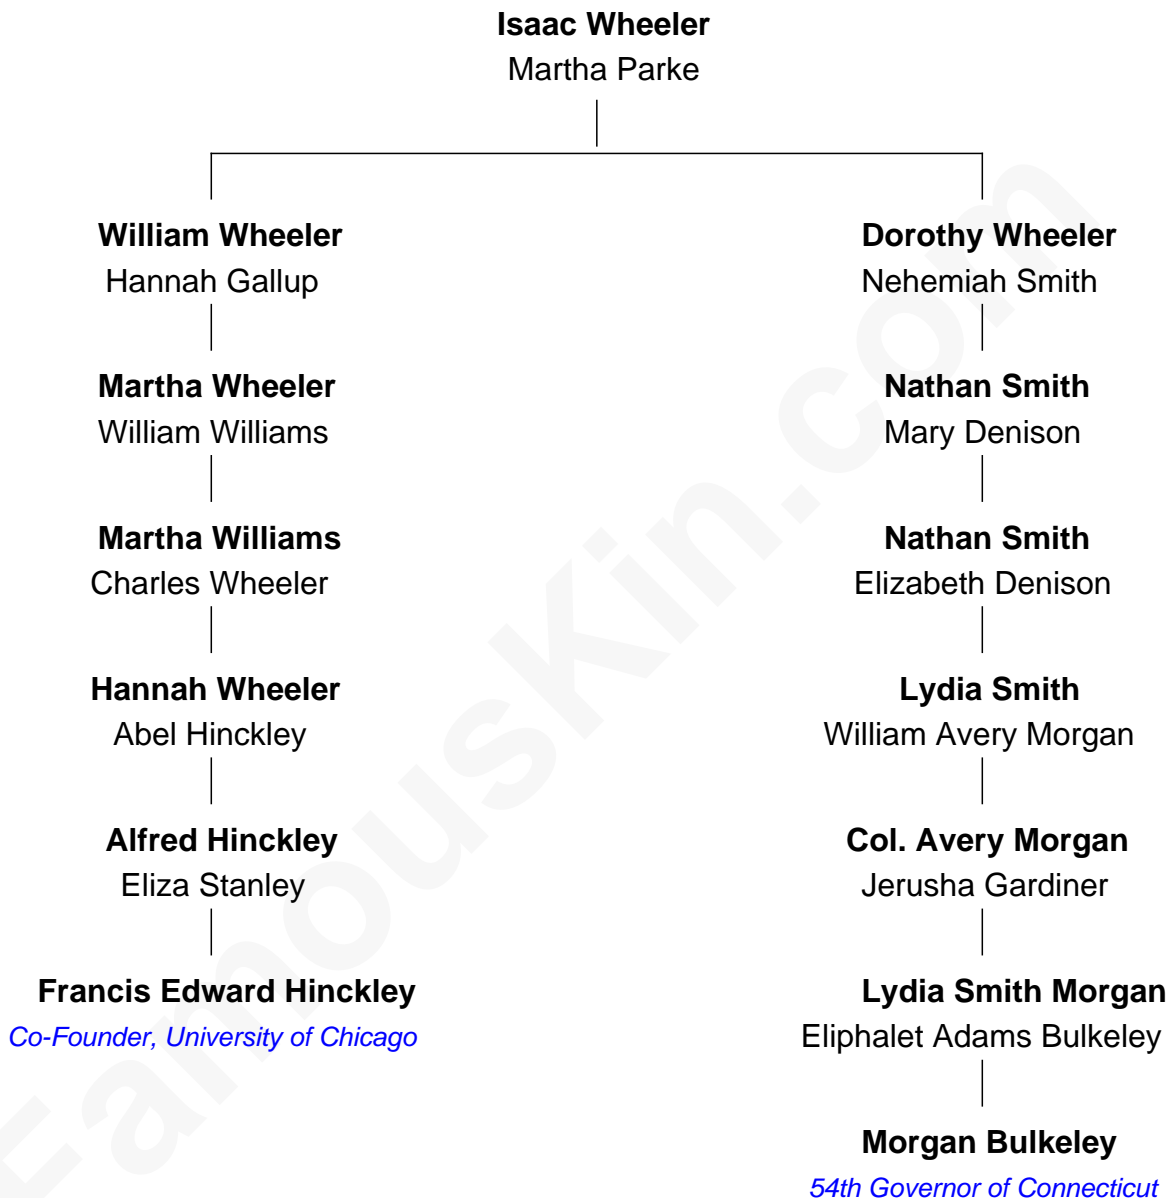 Isaac Wheeler
Martha Parke
William Wheeler
Hannah Gallup
Martha Wheeler
William Williams
Martha Williams
Charles Wheeler
Hannah Wheeler
Abel Hinckley
Alfred Hinckley
Eliza Stanley
Francis Edward Hinckley
Co-Founder, University of Chicago
Dorothy Wheeler
Nehemiah Smith
Nathan Smith
Mary Denison
Nathan Smith
Elizabeth Denison
Lydia Smith
William Avery Morgan
Col. Avery Morgan
Jerusha Gardiner
Lydia Smith Morgan
Eliphalet Adams Bulkeley
Morgan Bulkeley
54th Governor of Connecticut
FamousKin.com